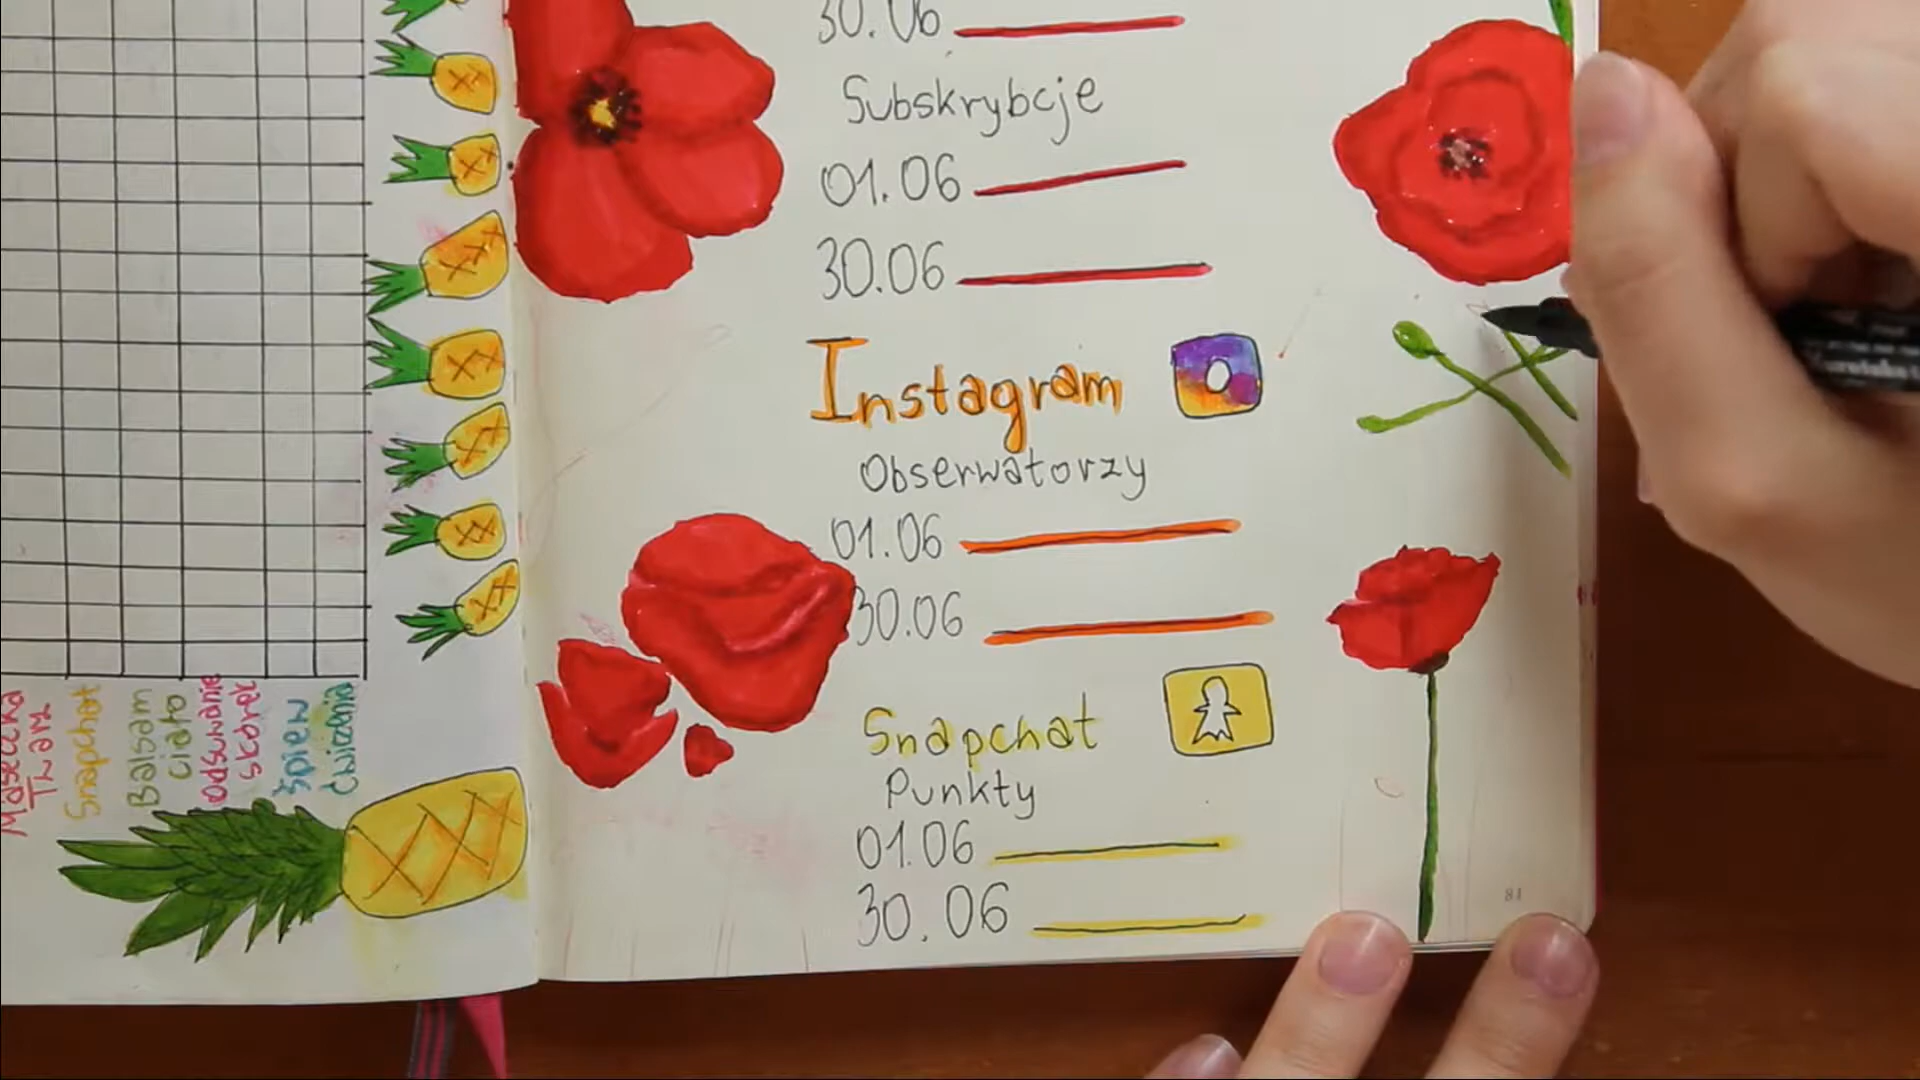 30.06
Subskrybcje
01.06
30.06
Instagram
Obserwatorzy
01.06
30.06
Snapchat
Punkty
01.06
30.06
81
Maseczka
Twarz
Snapchat
Balsam
ciało
odsuwanie
skórek
Śpiew
ćwiczenia